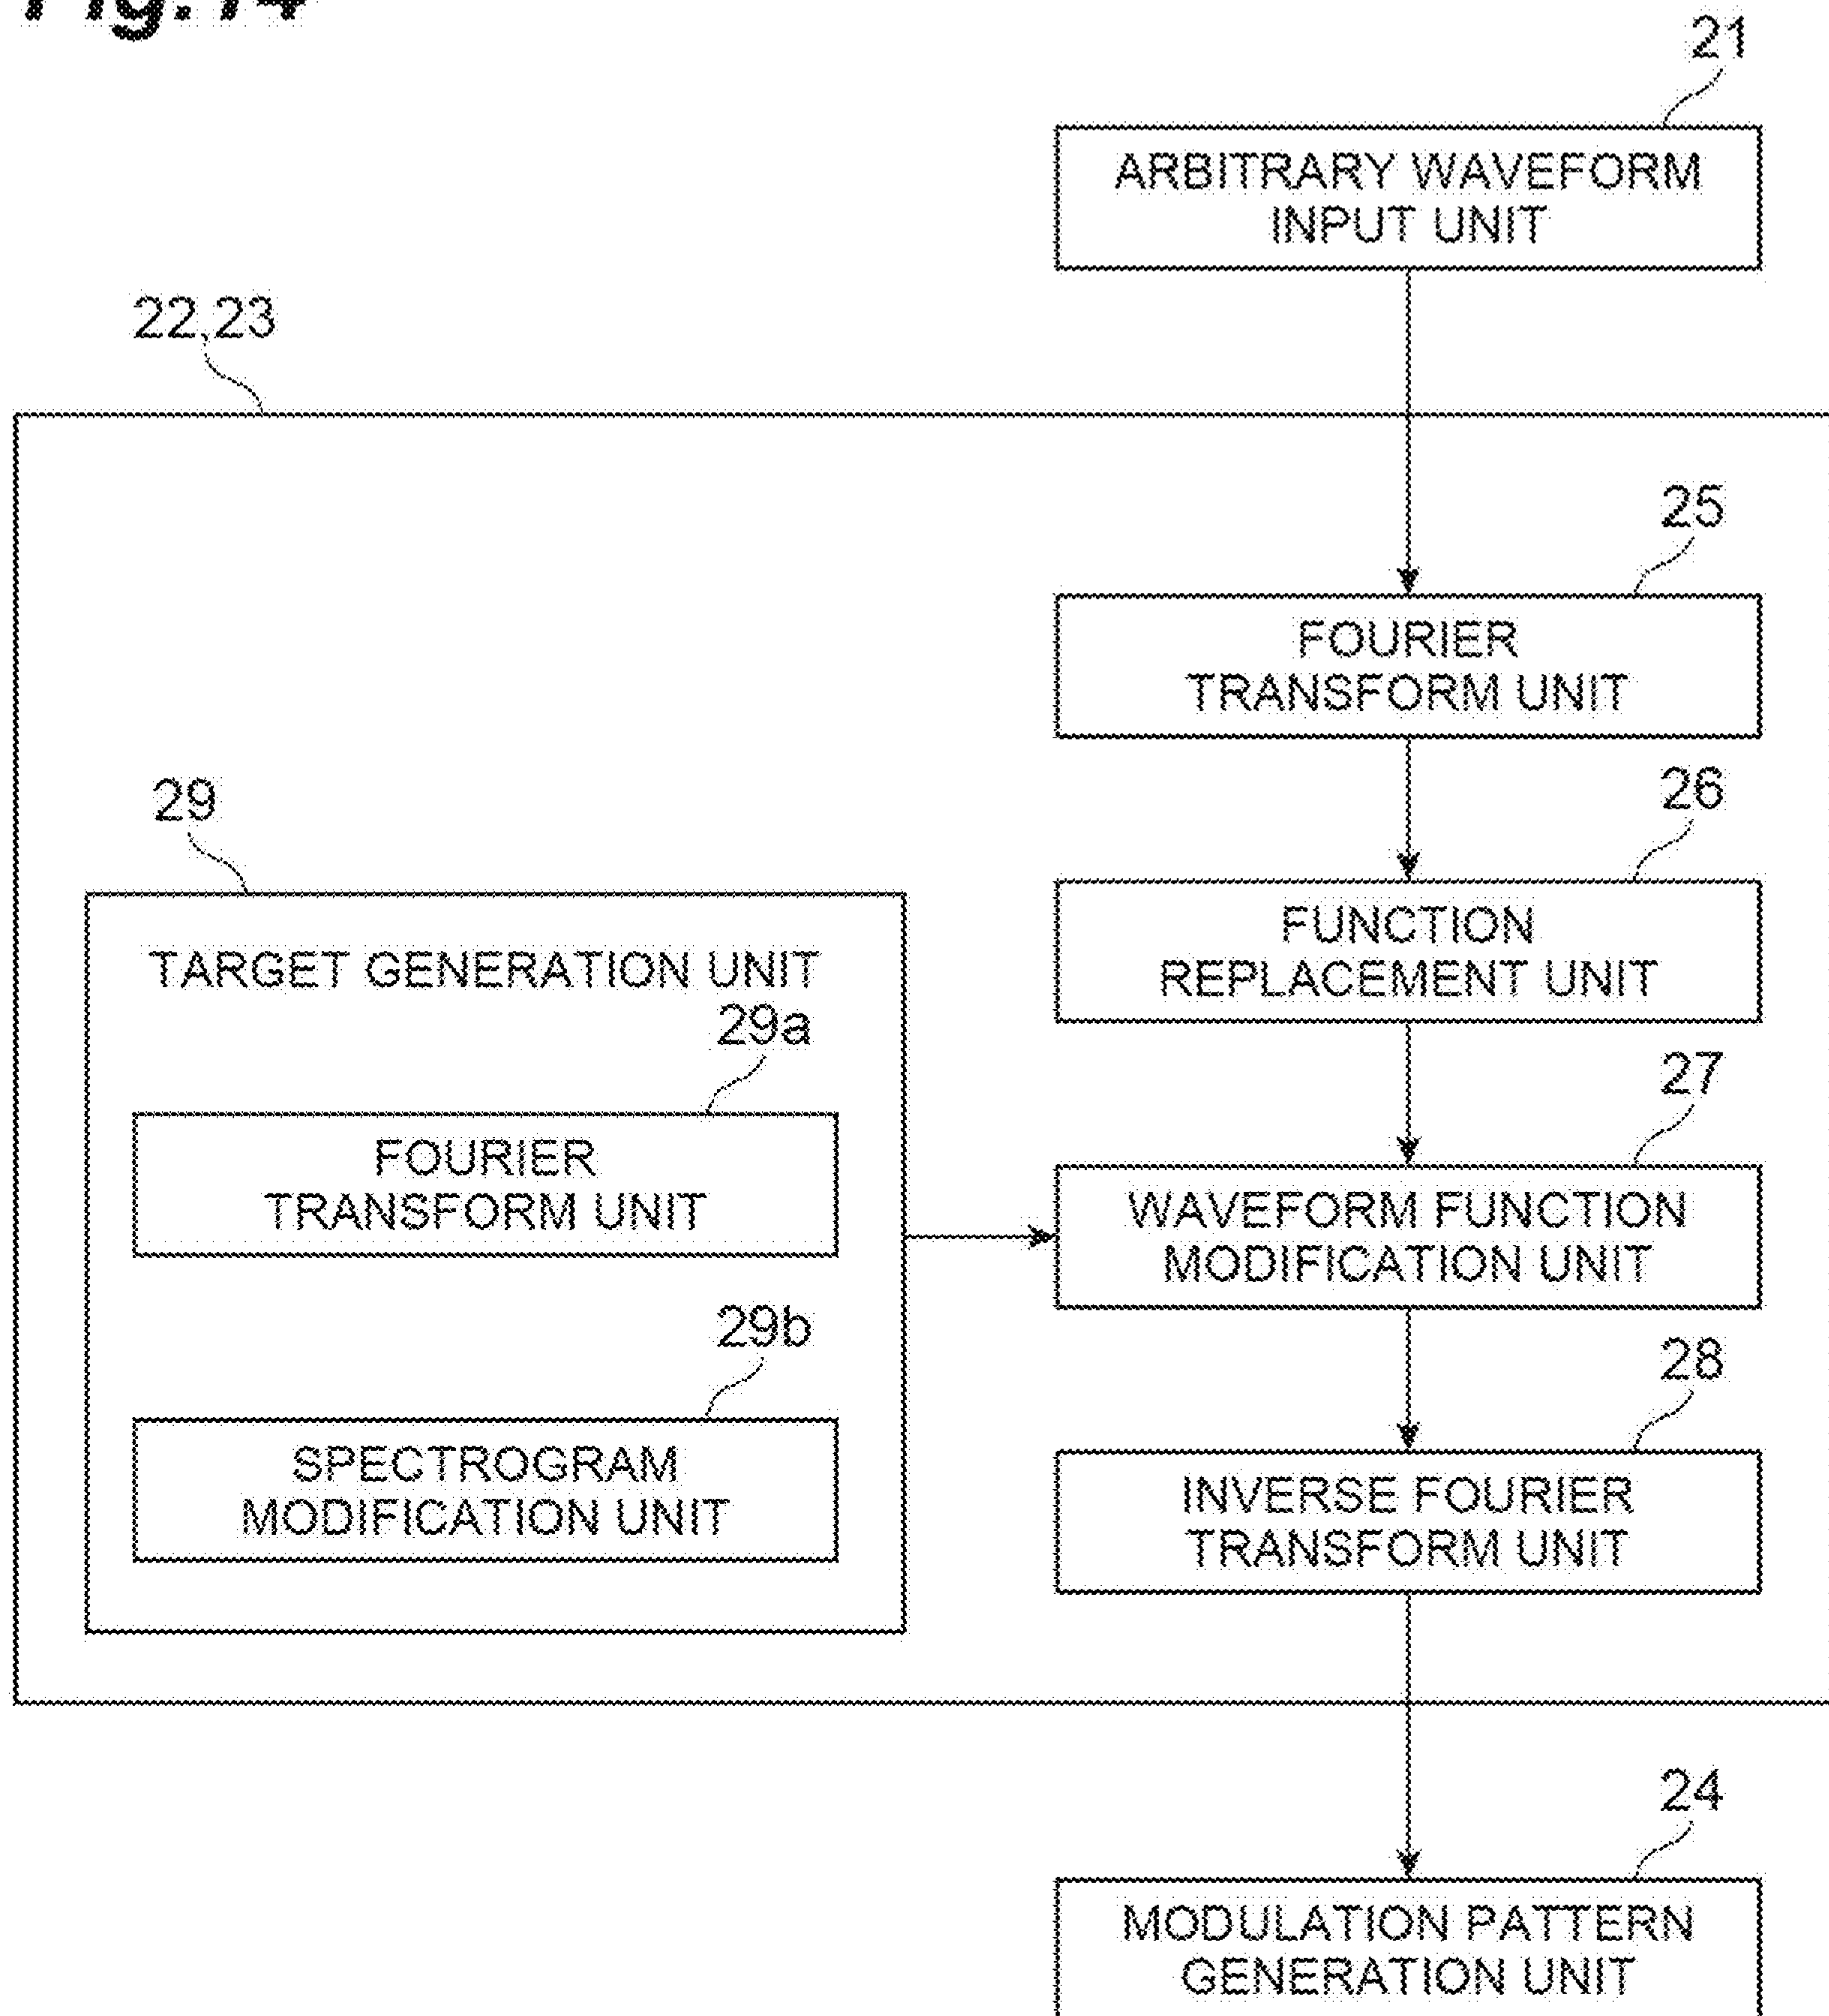 Fig.14
21
ARBITRARY WAVEFORM
INPUT UNIT
22,23
25
FOURIER
TRANSFORM UNIT
26
FUNCTION
REPLACEMENT UNIT
29
TARGET GENERATION UNIT
29a
FOURIER
TRANSFORM UNIT
29b
SPECTROGRAM
MODIFICATION UNIT
27
WAVEFORM FUNCTION
MODIFICATION UNIT
28
INVERSE FOURIER
TRANSFORM UNIT
24
MODULATION PATTERN
GENERATION UNIT